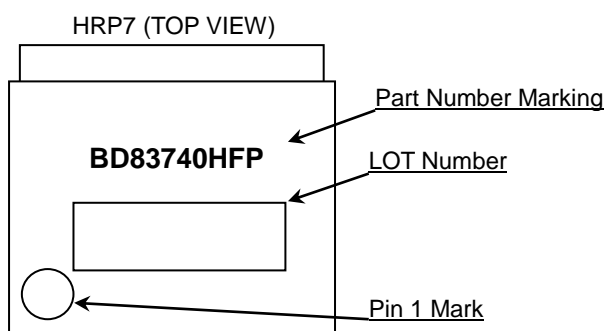 HRP7 (TOP VIEW)
Part Number Marking
BD83740HFP
LOT Number
Pin 1 Mark